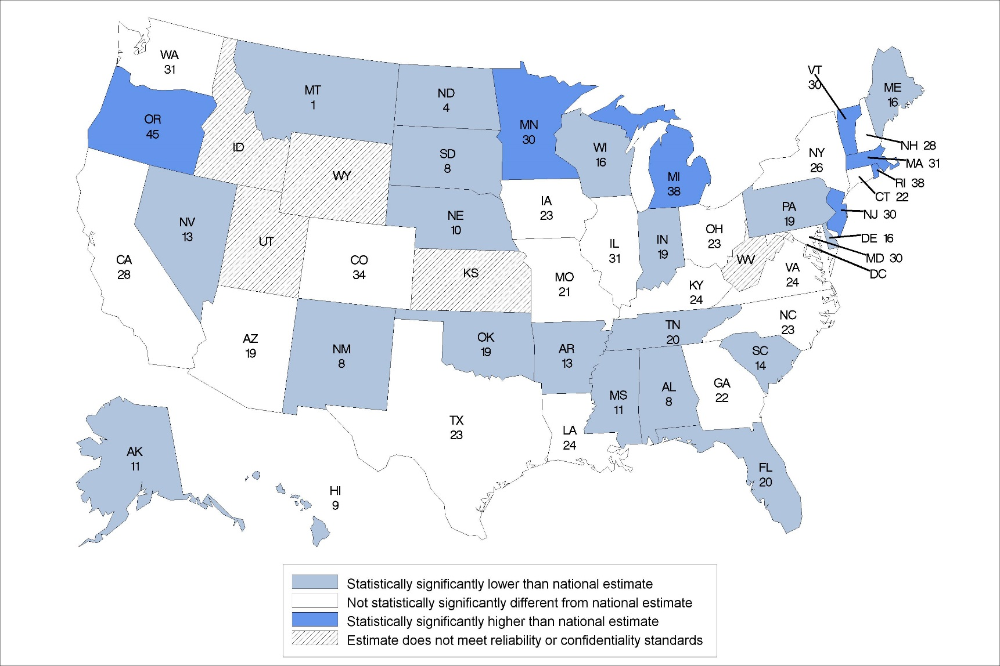 WA
31
OR
45
ID
MT
1
ND
4
MN
30
WI
16
SD
8
WY
NV
13
UT
CA
28
CO
34
NE
10
IA
23
KS
MO
21
IL
31
IN
19
MI
38
OH
23
KY
24
WV
PA
19
NY
26
VT
30
ME
16
NH 28
MA 31
RI 38
CT 22
NJ 30
DE 16
MD 30
DC
VA
24
NC
23
TN
20
SC
14
GA
22
AL
8
MS
11
AR
13
LA
24
OK
19
TX
23
NM
8
AZ
19
AK
11
HI
9
FL
20
Statistically significantly lower than national estimate
Not statistically significantly different from national estimate
Statistically significantly higher than national estimate
Estimate does not meet reliability or confidentiality standards